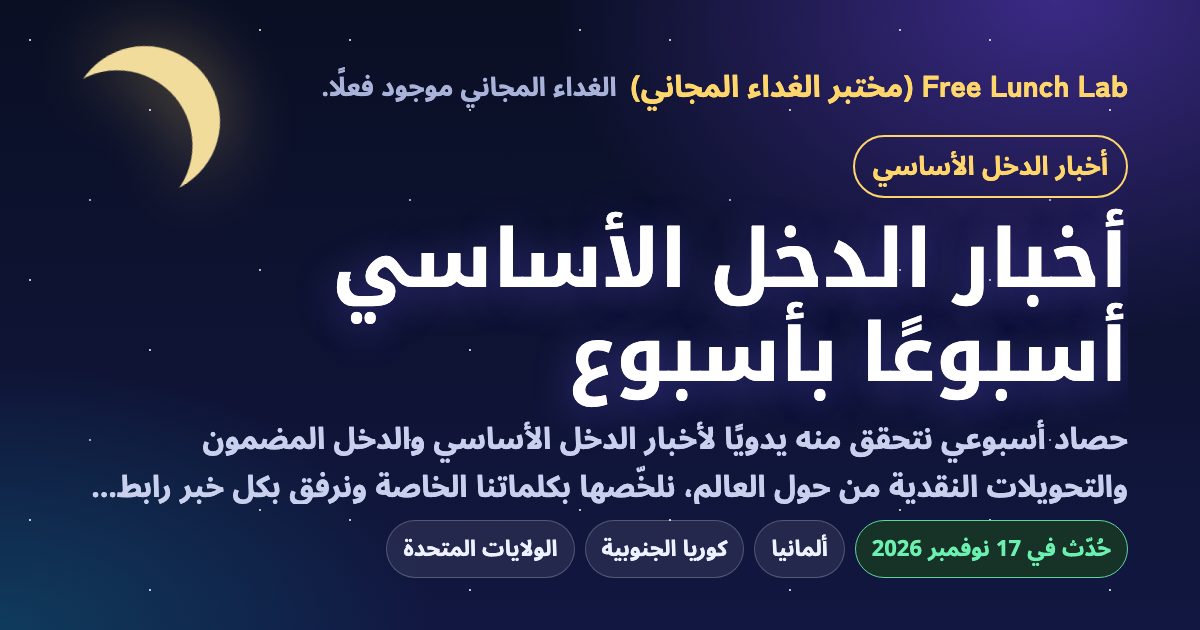 Free Lunch Lab (مختبر الغداء المجاني) الغداء المجاني موجود فعلًا.
أخبار الدخل الأساسي
أخبار الدخل الأساسي
أسبوعًا بأسبوع
حصاد أسبوعي نتحقق منه يدويًا لأخبار الدخل الأساسي والدخل المضمون
والتحويلات النقدية من حول العالم، نلخّصها بكلماتنا الخاصة ونرفق بكل خبر رابط...
حُدّث في 17 نوفمبر 2026 ألمانيا كوريا الجنوبية الولايات المتحدة